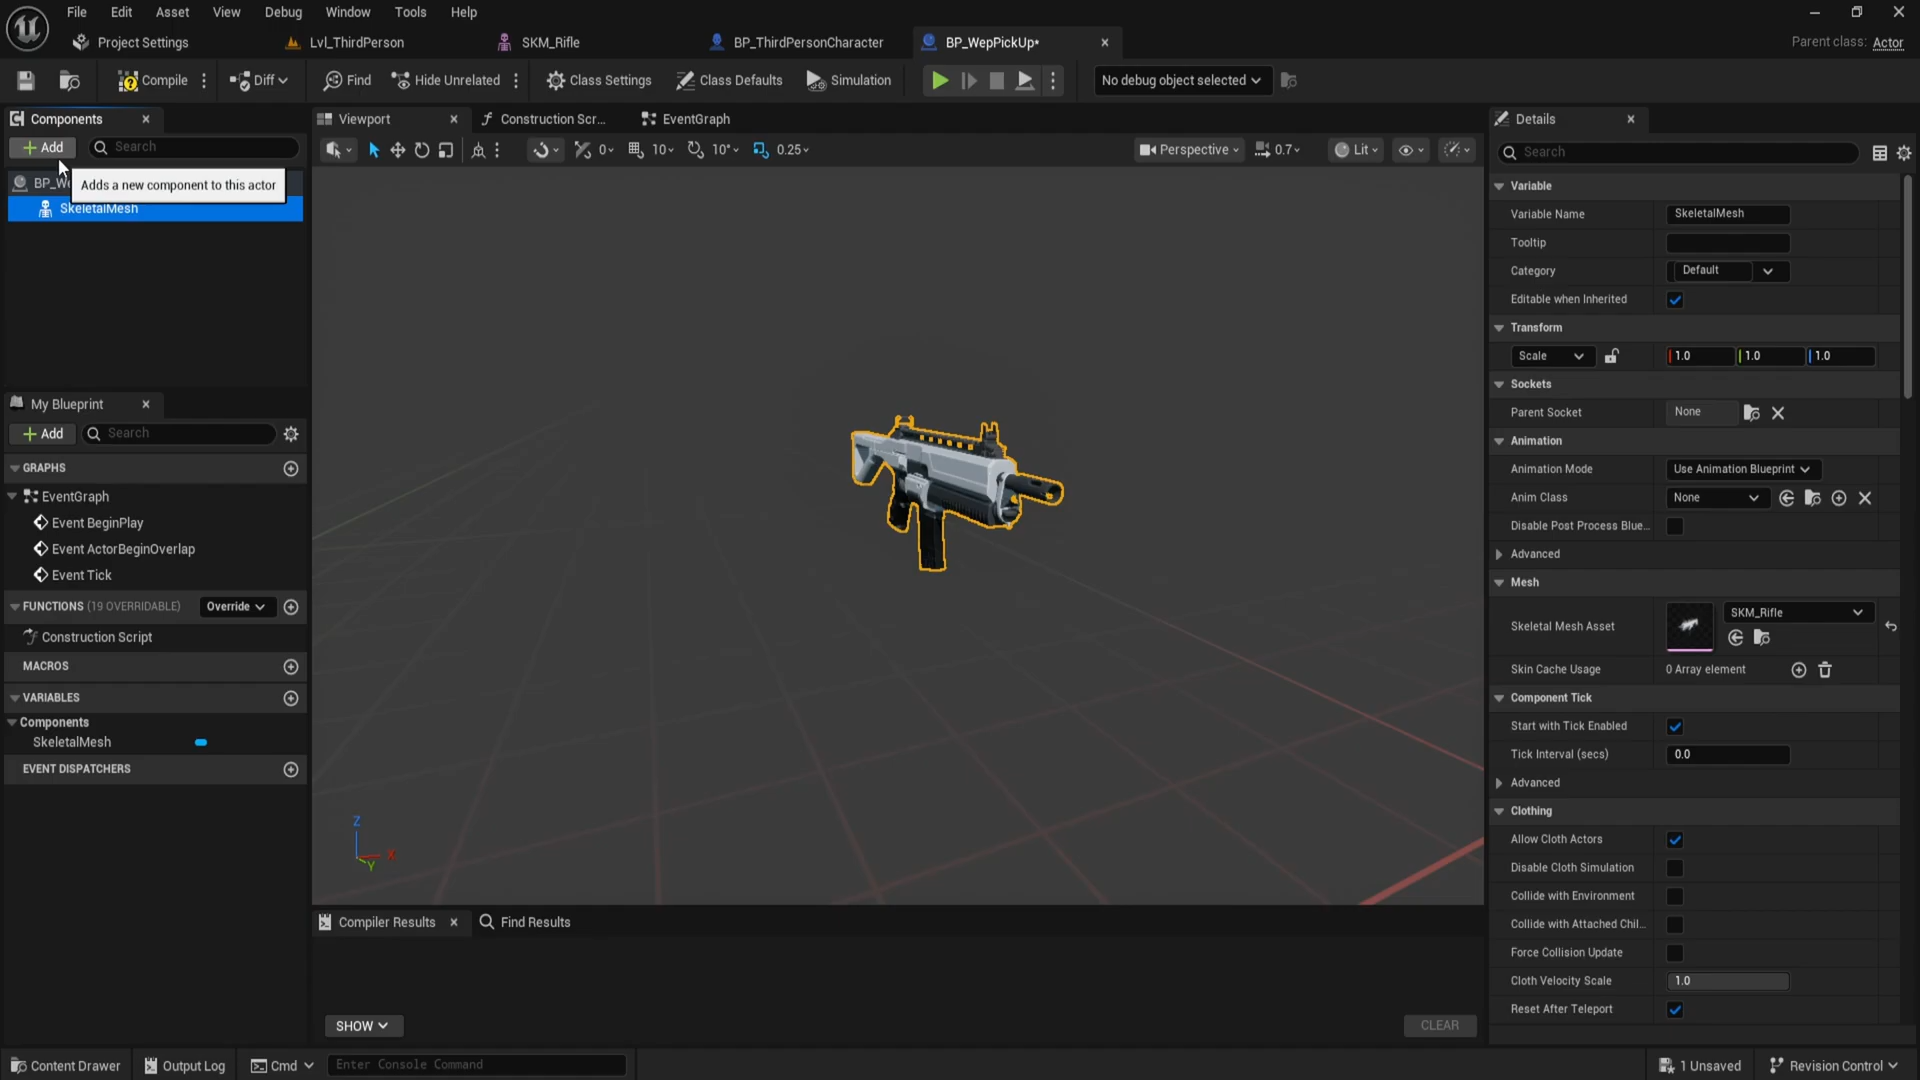 File Edit Asset View Debug Window Tools Help
Project Settings Lvl_ThirdPerson SKM_Rifle BP_ThirdPersonCharacter BP_WepPickUp* Parent class: Actor
Compile Diff Find Hide Unrelated Class Settings Class Defaults Simulation No debug object selected
Components
Add Search
BP_We
Adds a new component to this actor
SkeletalMesh
My Blueprint
Add Search
GRAPHS
EventGraph
Event BeginPlay
Event ActorBeginOverlap
Event Tick
FUNCTIONS (19 OVERRIDABLE) Override
Construction Script
MACROS
VARIABLES
Components
SkeletalMesh
EVENT DISPATCHERS
Viewport Construction Scr... EventGraph
0 10 10° 0.25 Perspective 0.7 Lit
Z
X
Y
Compiler Results Find Results
SHOW CLEAR
Details
Search
Variable
Variable Name SkeletalMesh
Tooltip
Category Default
Editable when Inherited
Transform
Scale 1.0 1.0 1.0
Sockets
Parent Socket None
Animation
Animation Mode Use Animation Blueprint
Anim Class None
Disable Post Process Blue...
Advanced
Mesh
SKM_Rifle
Skeletal Mesh Asset
Skin Cache Usage 0 Array element
Component Tick
Start with Tick Enabled
Tick Interval (secs) 0.0
Advanced
Clothing
Allow Cloth Actors
Disable Cloth Simulation
Collide with Environment
Collide with Attached Chil...
Force Collision Update
Cloth Velocity Scale 1.0
Reset After Teleport
Content Drawer Output Log Cmd Enter Console Command 1 Unsaved Revision Control